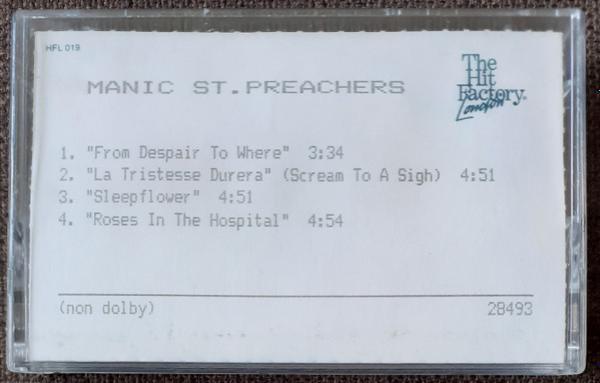 HFL 019
The
Hit
Factory
London
MANIC ST.PREACHERS
1. "From Despair To Where" 3:34
2. "La Tristesse Durera" (Scream To A Sigh) 4:51
3. "Sleepflower" 4:51
4. "Roses In The Hospital" 4:54
(non dolby) 28493